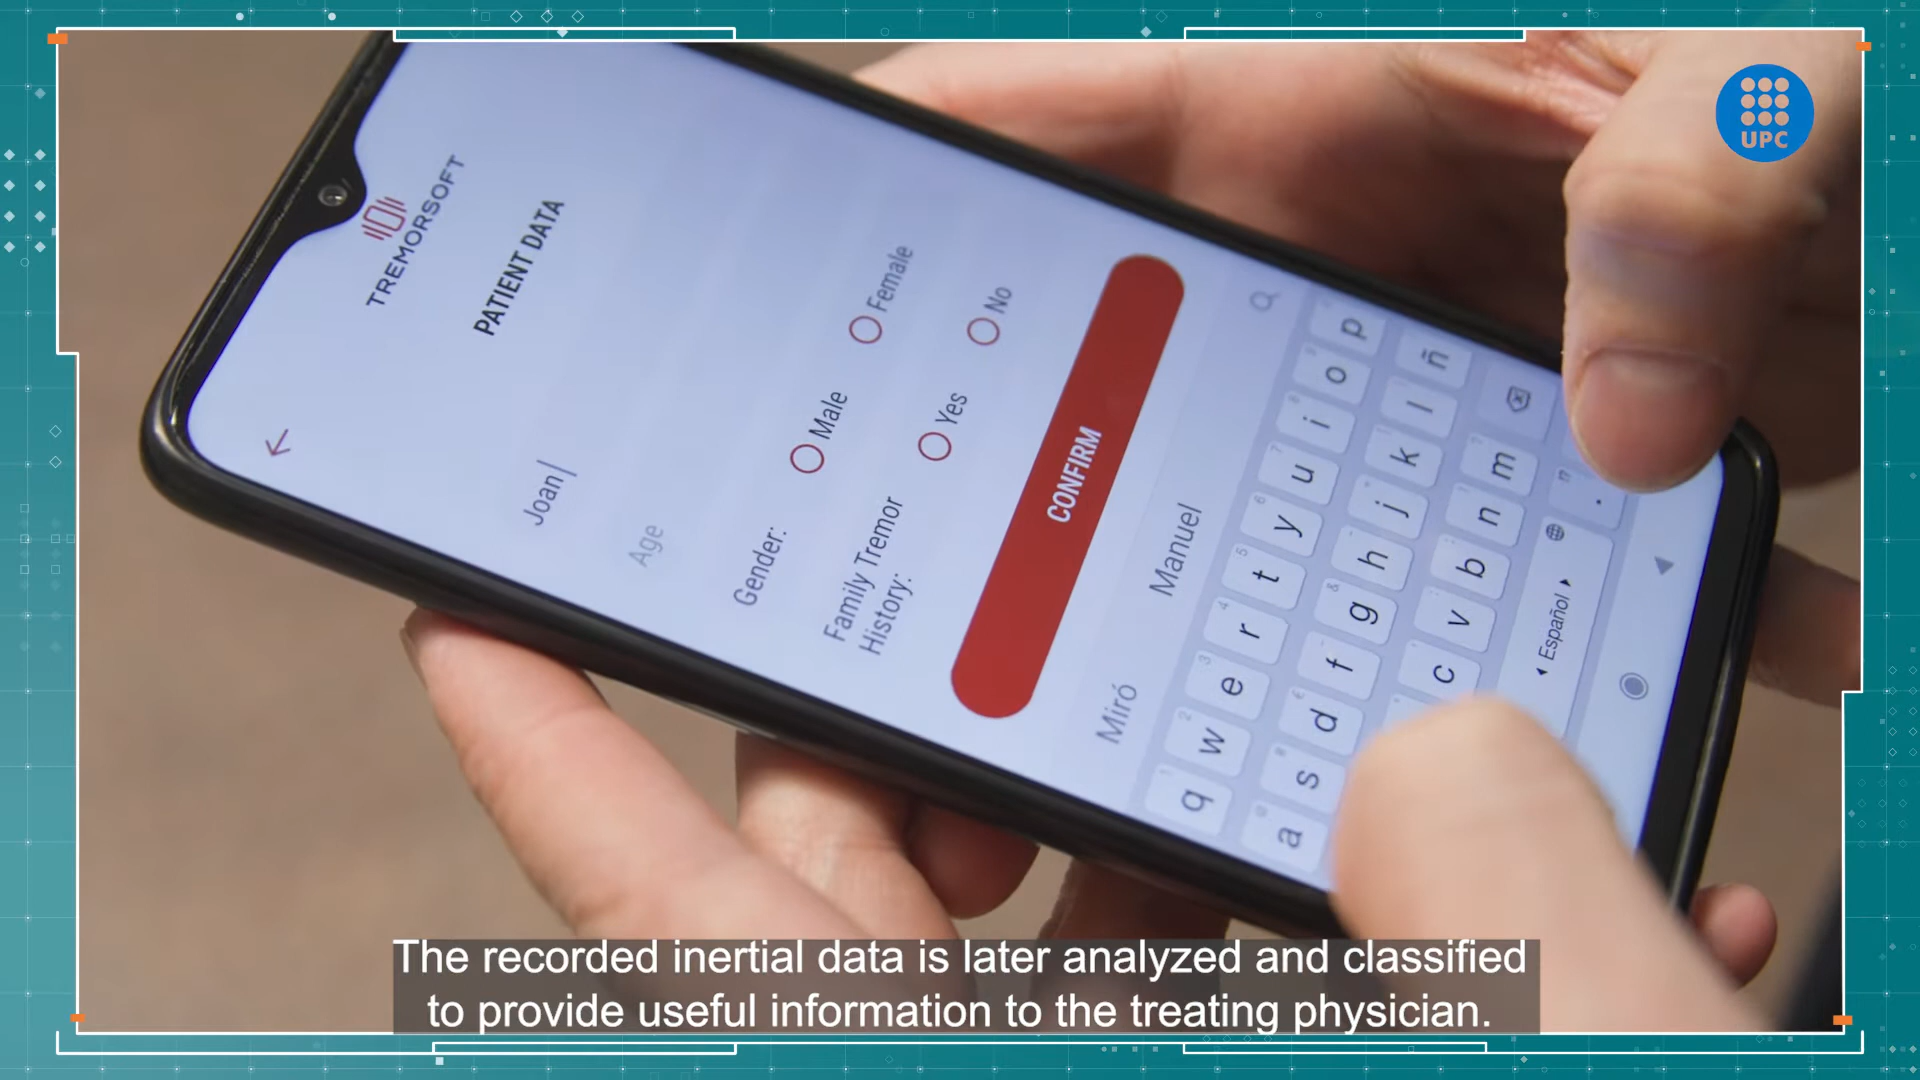 UPC
TREMORSOFT
PATIENT DATA
Joan
Age
Gender:
Male
Female
Family Tremor
History:
Yes
No
CONFIRM
Miró
Manuel
q w e r t y u i o p
a s d f g h j k l ñ
c v b n m
Español
The recorded inertial data is later analyzed and classified
to provide useful information to the treating physician.